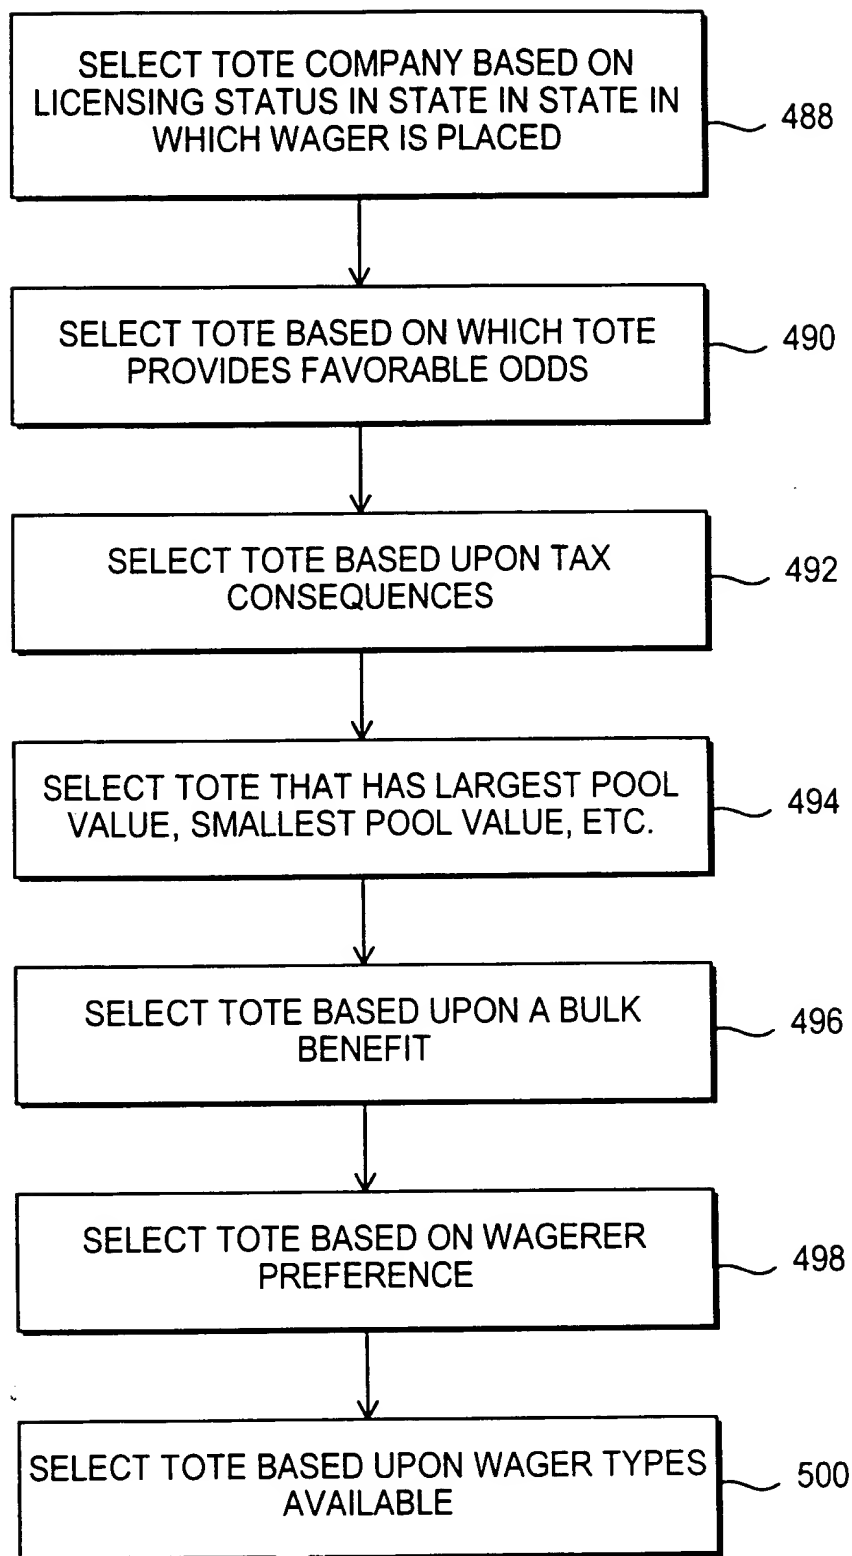 SELECT TOTE COMPANY BASED ON
LICENSING STATUS IN STATE IN STATE IN
WHICH WAGER IS PLACED
488
SELECT TOTE BASED ON WHICH TOTE
PROVIDES FAVORABLE ODDS
490
SELECT TOTE BASED UPON TAX
CONSEQUENCES
492
SELECT TOTE THAT HAS LARGEST POOL
VALUE, SMALLEST POOL VALUE, ETC.
494
SELECT TOTE BASED UPON A BULK
BENEFIT
496
SELECT TOTE BASED ON WAGERER
PREFERENCE
498
SELECT TOTE BASED UPON WAGER TYPES
AVAILABLE
500